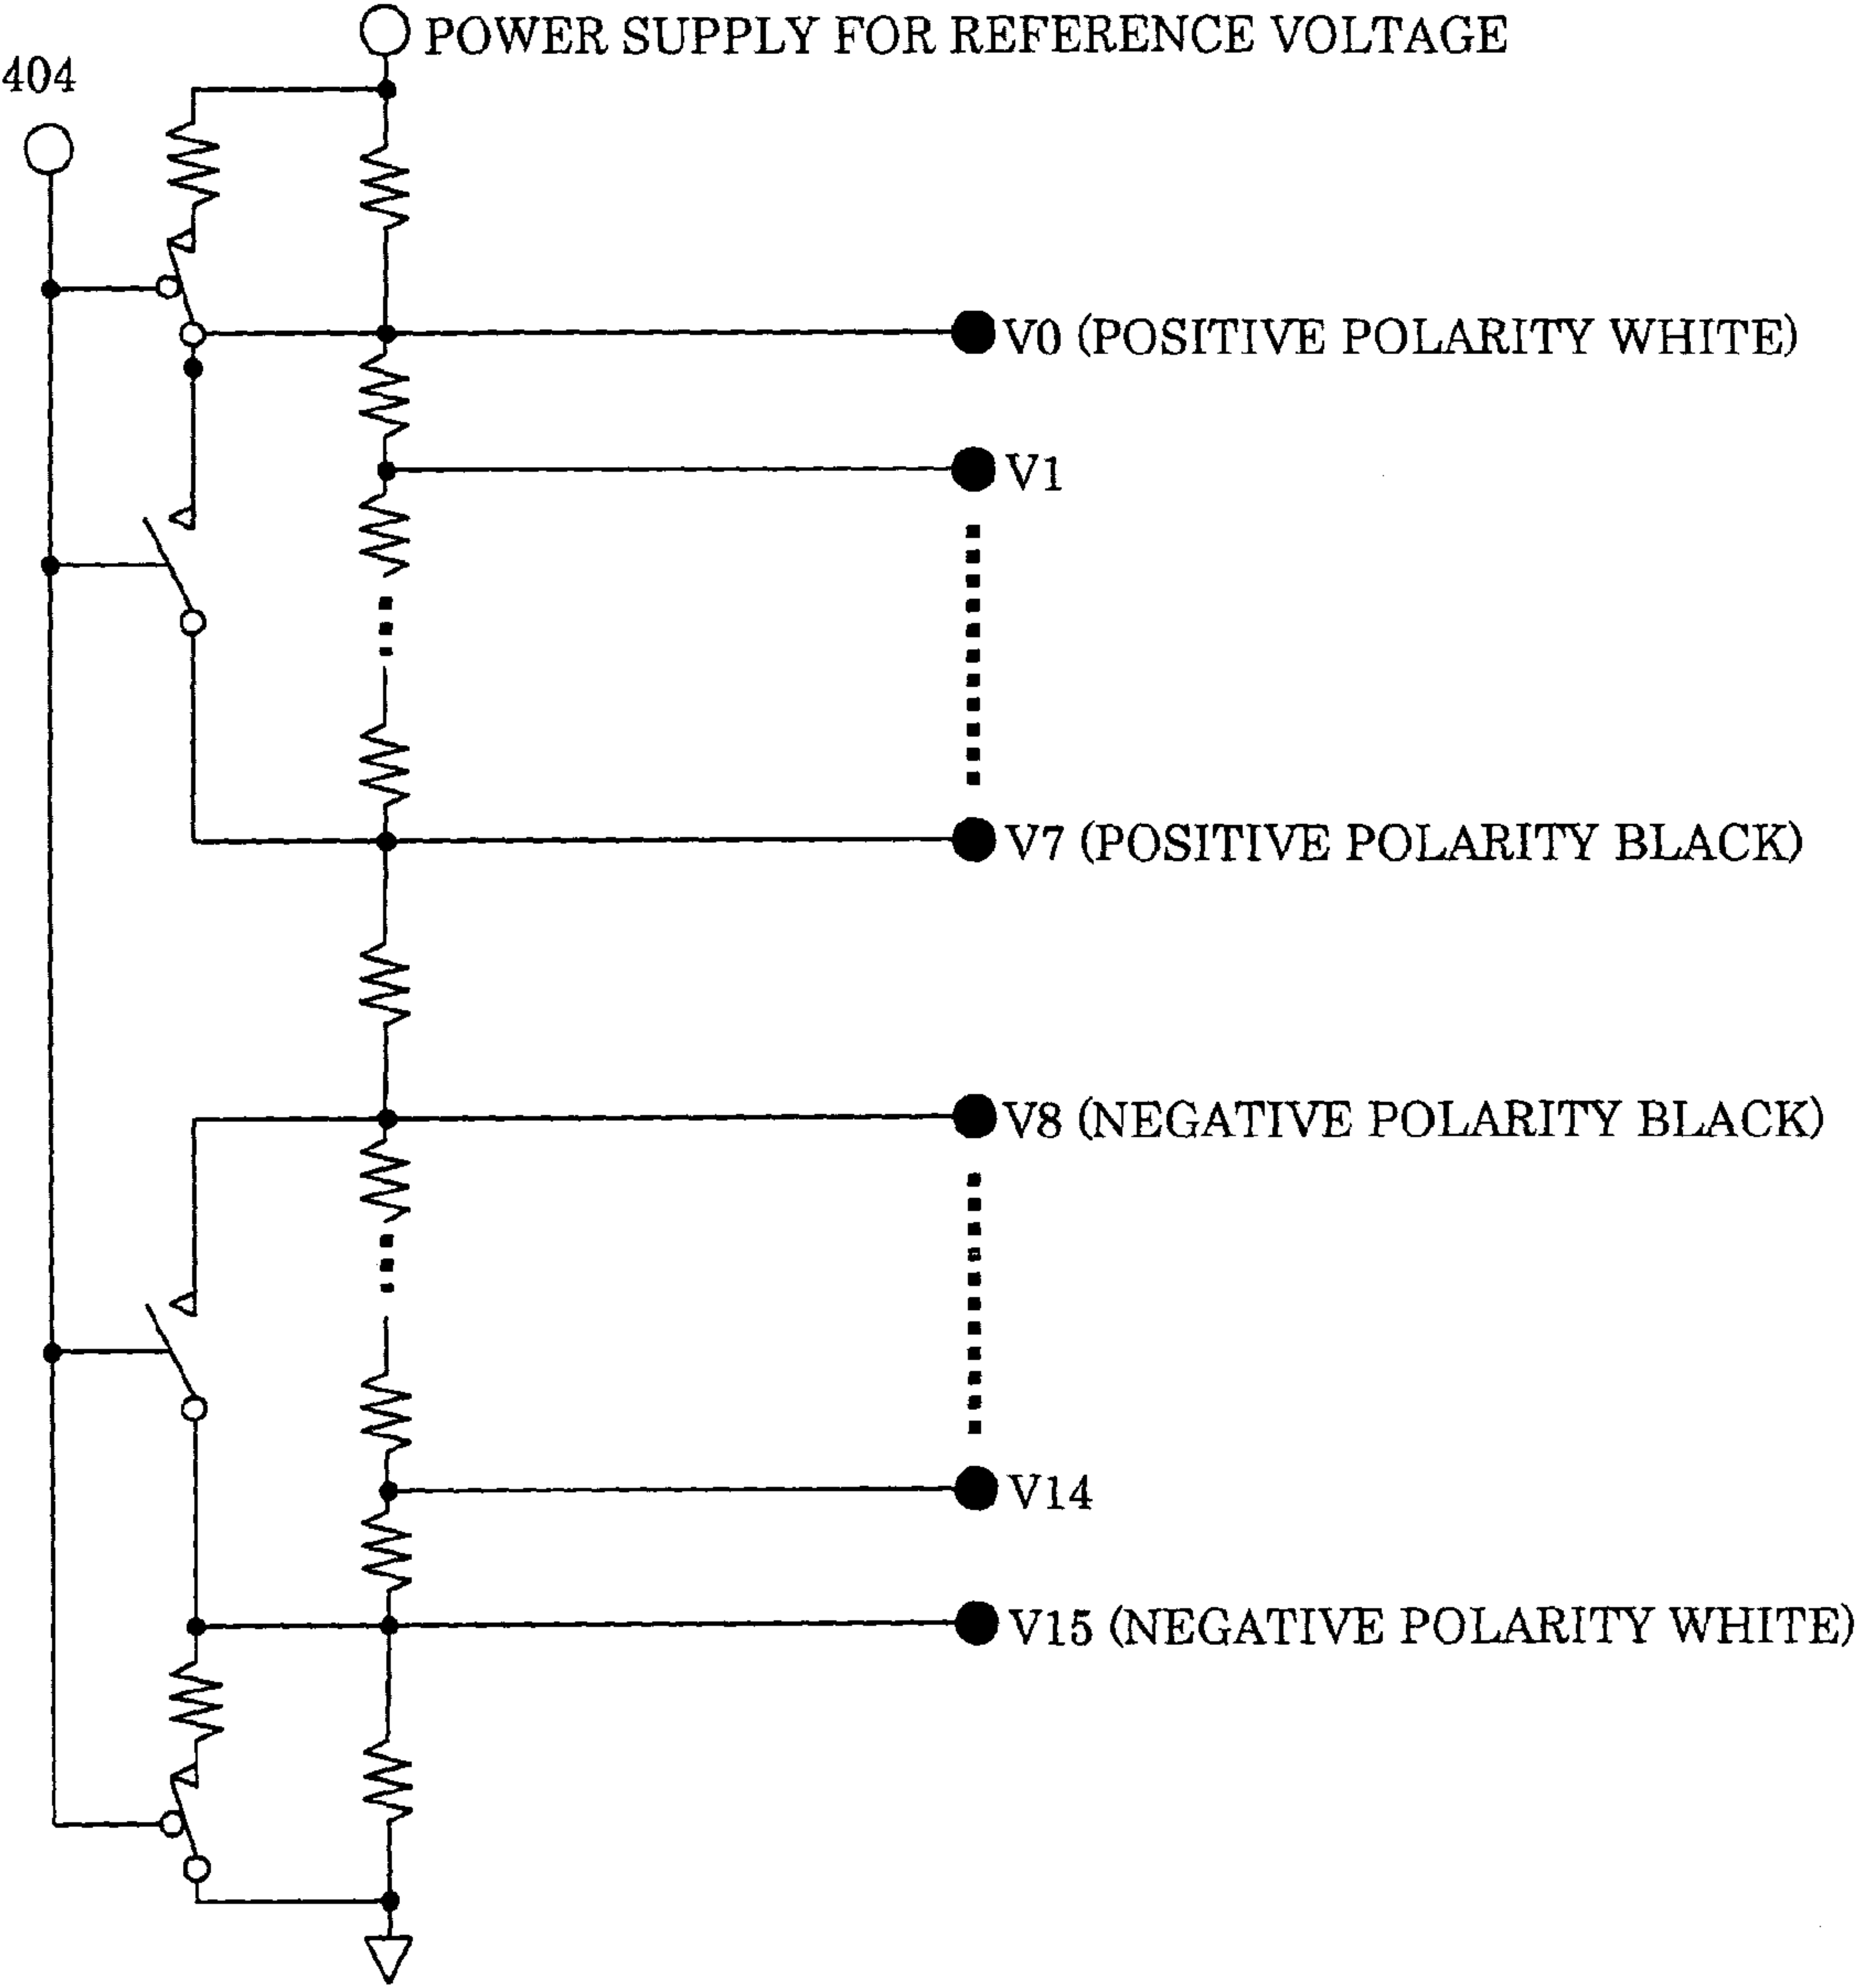 POWER SUPPLY FOR REFERENCE VOLTAGE
404
V0 (POSITIVE POLARITY WHITE)
V1
V7 (POSITIVE POLARITY BLACK)
V8 (NEGATIVE POLARITY BLACK)
V14
V15 (NEGATIVE POLARITY WHITE)